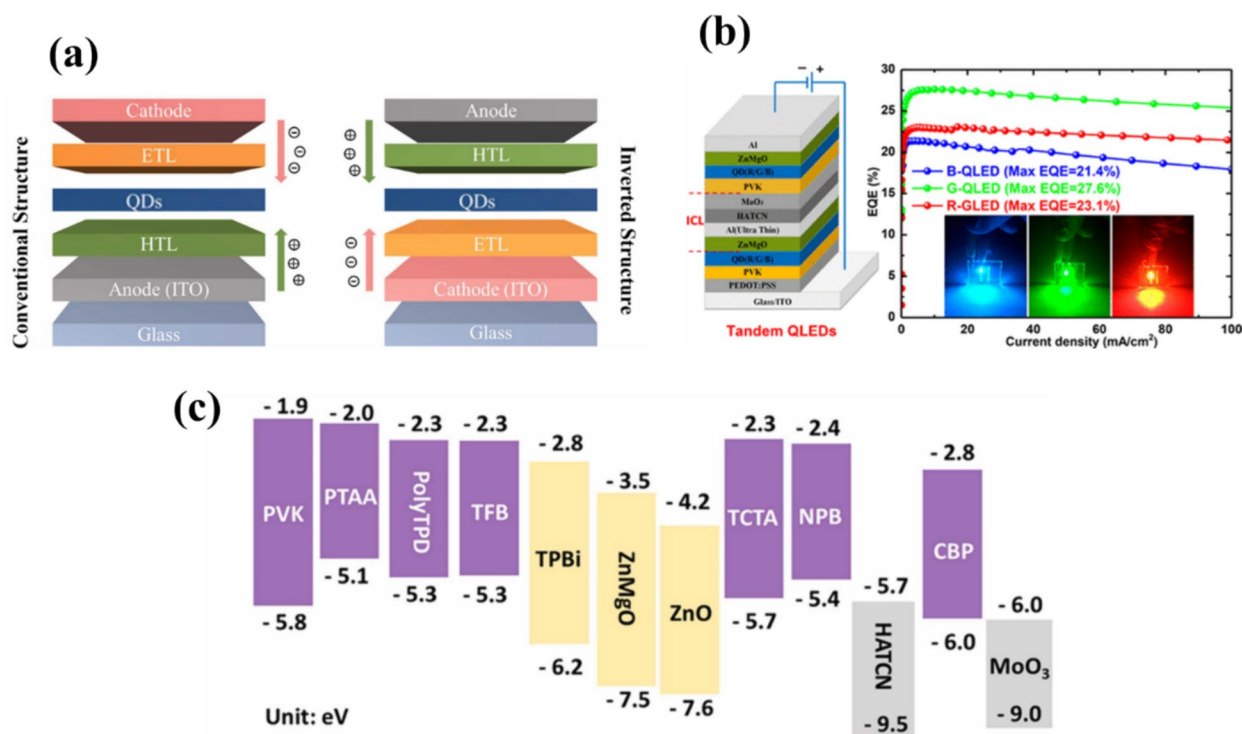 (a)
Conventional Structure
Cathode
ETL
QDs
HTL
Anode (ITO)
Glass
⊖
⊖
⊖
⊕
⊕
⊕
Anode
HTL
QDs
ETL
Cathode (ITO)
Glass
⊕
⊕
⊕
⊖
⊖
⊖
Inverted Structure
(b)
− +
Al
ZnMgO
QD(R/G/B)
PVK
MoO₃
HATCN
Al(Ultra Thin)
ZnMgO
QD(R/G/B)
PVK
PEDOT:PSS
Glass/ITO
ICL
Tandem QLEDs
EQE (%)
30
25
20
15
10
5
0
B-QLED (Max EQE=21.4%)
G-QLED (Max EQE=27.6%)
R-GLED (Max EQE=23.1%)
0 20 40 60 80 100
Current density (mA/cm²)
(c)
- 1.9
PVK
- 5.8
- 2.0
PTAA
- 5.1
- 2.3
PolyTPD
- 5.3
- 2.3
TFB
- 5.3
- 2.8
TPBi
- 6.2
- 3.5
ZnMgO
- 7.5
- 4.2
ZnO
- 7.6
- 2.3
TCTA
- 5.7
- 2.4
NPB
- 5.4
- 5.7
HATCN
- 9.5
- 2.8
CBP
- 6.0
- 6.0
MoO₃
- 9.0
Unit: eV